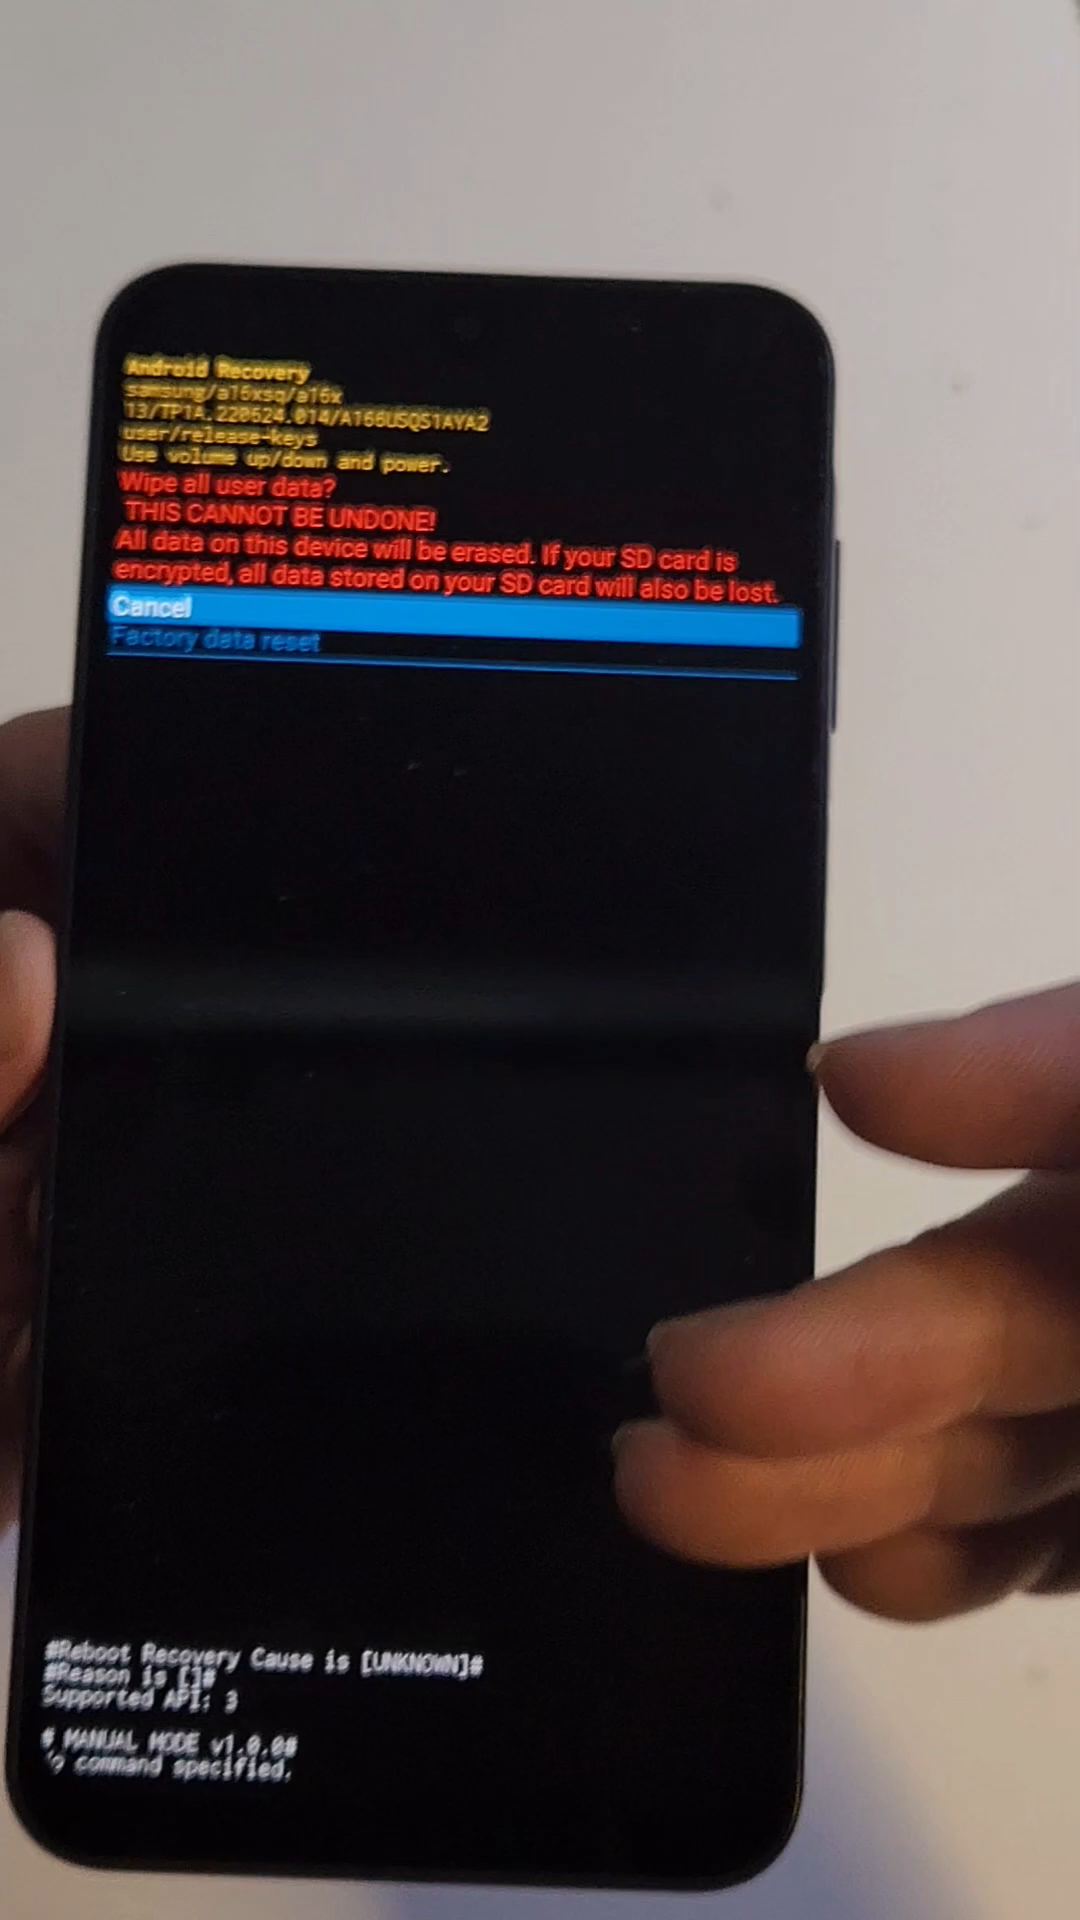 Android Recovery
samsung/a16xsq/a16x
13/TP1A.220624.014/A166USQS1AYA2
user/release-keys
Use volume up/down and power.
Wipe all user data?
THIS CANNOT BE UNDONE!
All data on this device will be erased. If your SD card is
encrypted, all data stored on your SD card will also be lost.
Cancel
Factory data reset
#Reboot Recovery Cause is [UNKNOWN]#
#Reason is []#
Supported API: 3
# MANUAL MODE v1.0.0#
command specified.